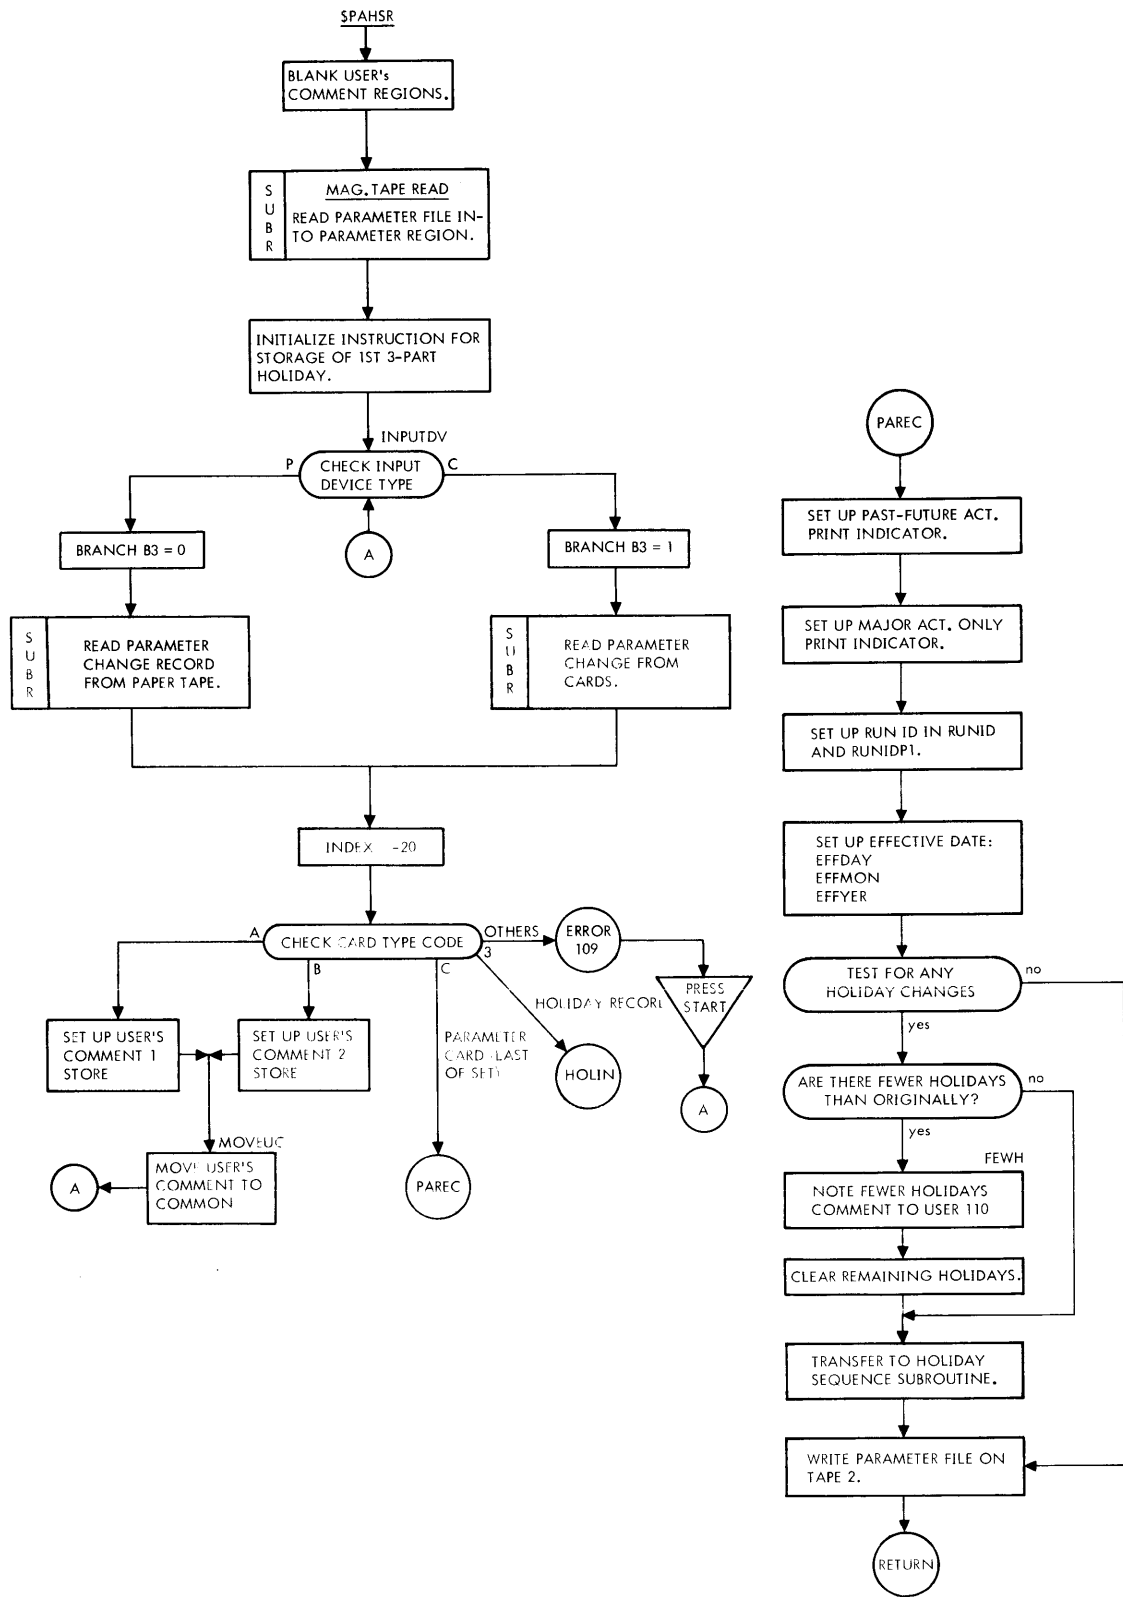 $PAHSR
BLANK USER's
COMMENT REGIONS.
SUBR
MAG. TAPE READ
READ PARAMETER FILE IN-
TO PARAMETER REGION.
INITIALIZE INSTRUCTION FOR
STORAGE OF 1ST 3-PART
HOLIDAY.
INPUTDV
P
CHECK INPUT
DEVICE TYPE
C
BRANCH B3 = 0
A
BRANCH B3 = 1
SUBR
READ PARAMETER
CHANGE RECORD
FROM PAPER TAPE.
SUBR
READ PARAMETER
CHANGE FROM
CARDS.
INDEX -20
A
CHECK CARD TYPE CODE
OTHERS
3
B
C
ERROR
109
HOLIDAY RECORD
PRESS
START
SET UP USER'S
COMMENT 1
STORE
SET UP USER'S
COMMENT 2
STORE
PARAMETER
CARD (LAST
OF SET)
HOLIN
A
MOVEUC
A
MOVE USER'S
COMMENT TO
COMMON
PAREC
PAREC
SET UP PAST-FUTURE ACT.
PRINT INDICATOR.
SET UP MAJOR ACT. ONLY
PRINT INDICATOR.
SET UP RUN ID IN RUNID
AND RUNIDP1.
SET UP EFFECTIVE DATE:
EFFDAY
EFFMON
EFFYER
TEST FOR ANY
HOLIDAY CHANGES
no
yes
ARE THERE FEWER HOLIDAYS
THAN ORIGINALLY?
no
yes
FEWH
NOTE FEWER HOLIDAYS
COMMENT TO USER 110
CLEAR REMAINING HOLIDAYS.
TRANSFER TO HOLIDAY
SEQUENCE SUBROUTINE.
WRITE PARAMETER FILE ON
TAPE 2.
RETURN